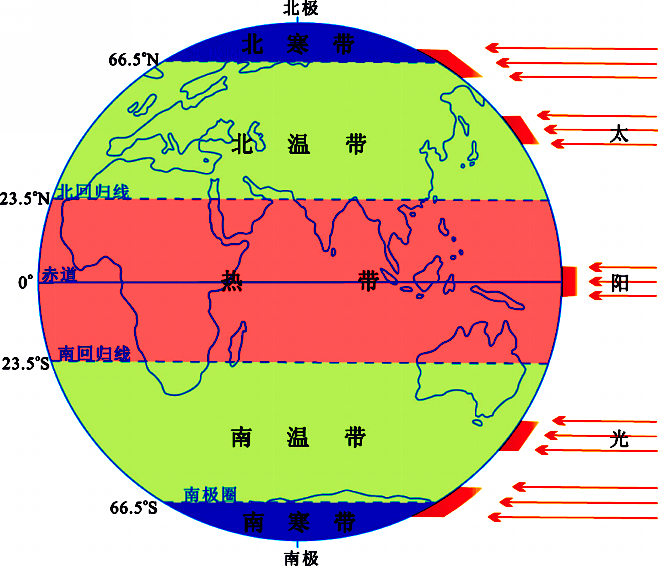 北极
北寒带
66.5°N
太
北温带
23.5°N
北回归线
0°
赤道
热带
阳
23.5°S
南回归线
南温带
光
66.5°S
南极圈
南寒带
南极